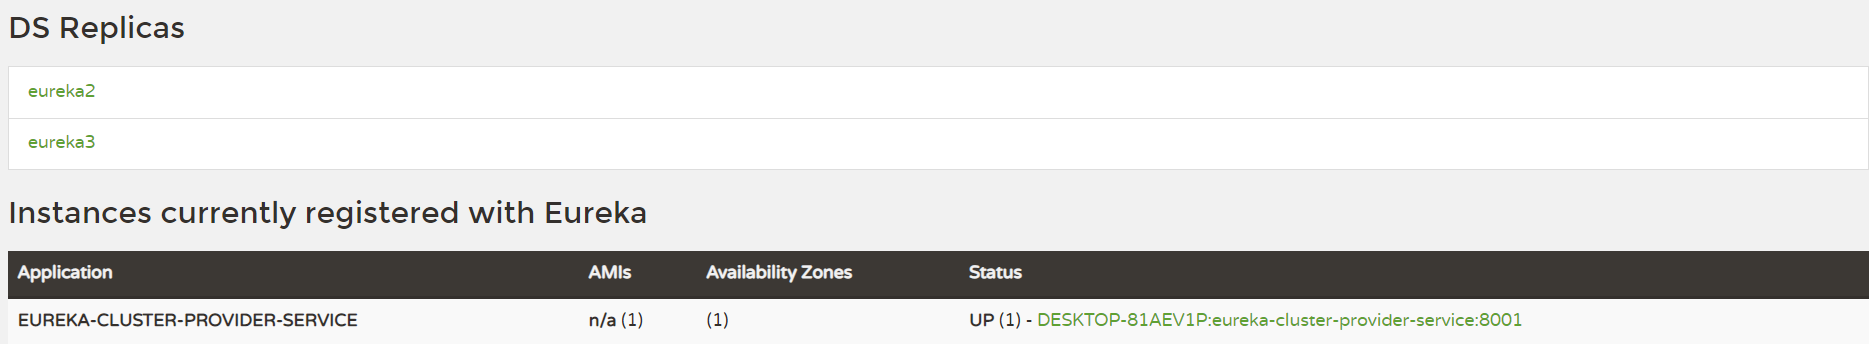 DS Replicas
eureka2
eureka3
Instances currently registered with Eureka
Application AMIs Availability Zones Status
EUREKA-CLUSTER-PROVIDER-SERVICE n/a (1) (1) UP (1) - DESKTOP-81AEV1P:eureka-cluster-provider-service:8001